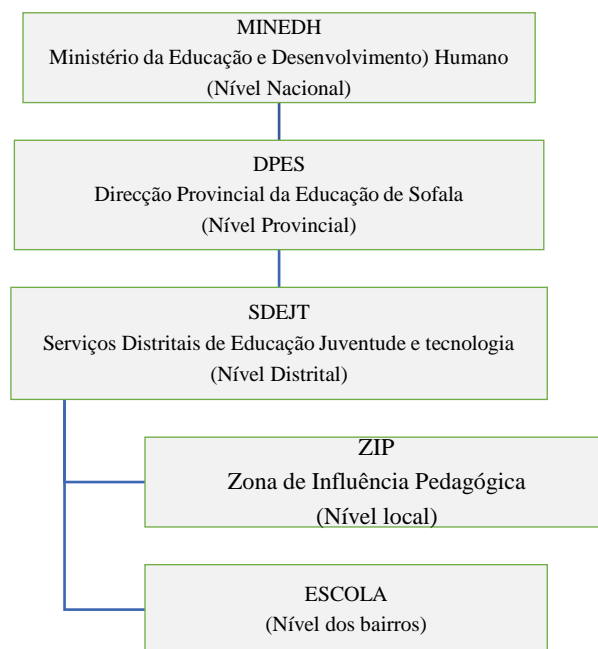 MINEDH
Ministério da Educação e Desenvolvimento) Humano
(Nível Nacional)
DPES
Direcção Provincial da Educação de Sofala
(Nível Provincial)
SDEJT
Serviços Distritais de Educação Juventude e tecnologia
(Nível Distrital)
ZIP
Zona de Influência Pedagógica
(Nível local)
ESCOLA
(Nível dos bairros)